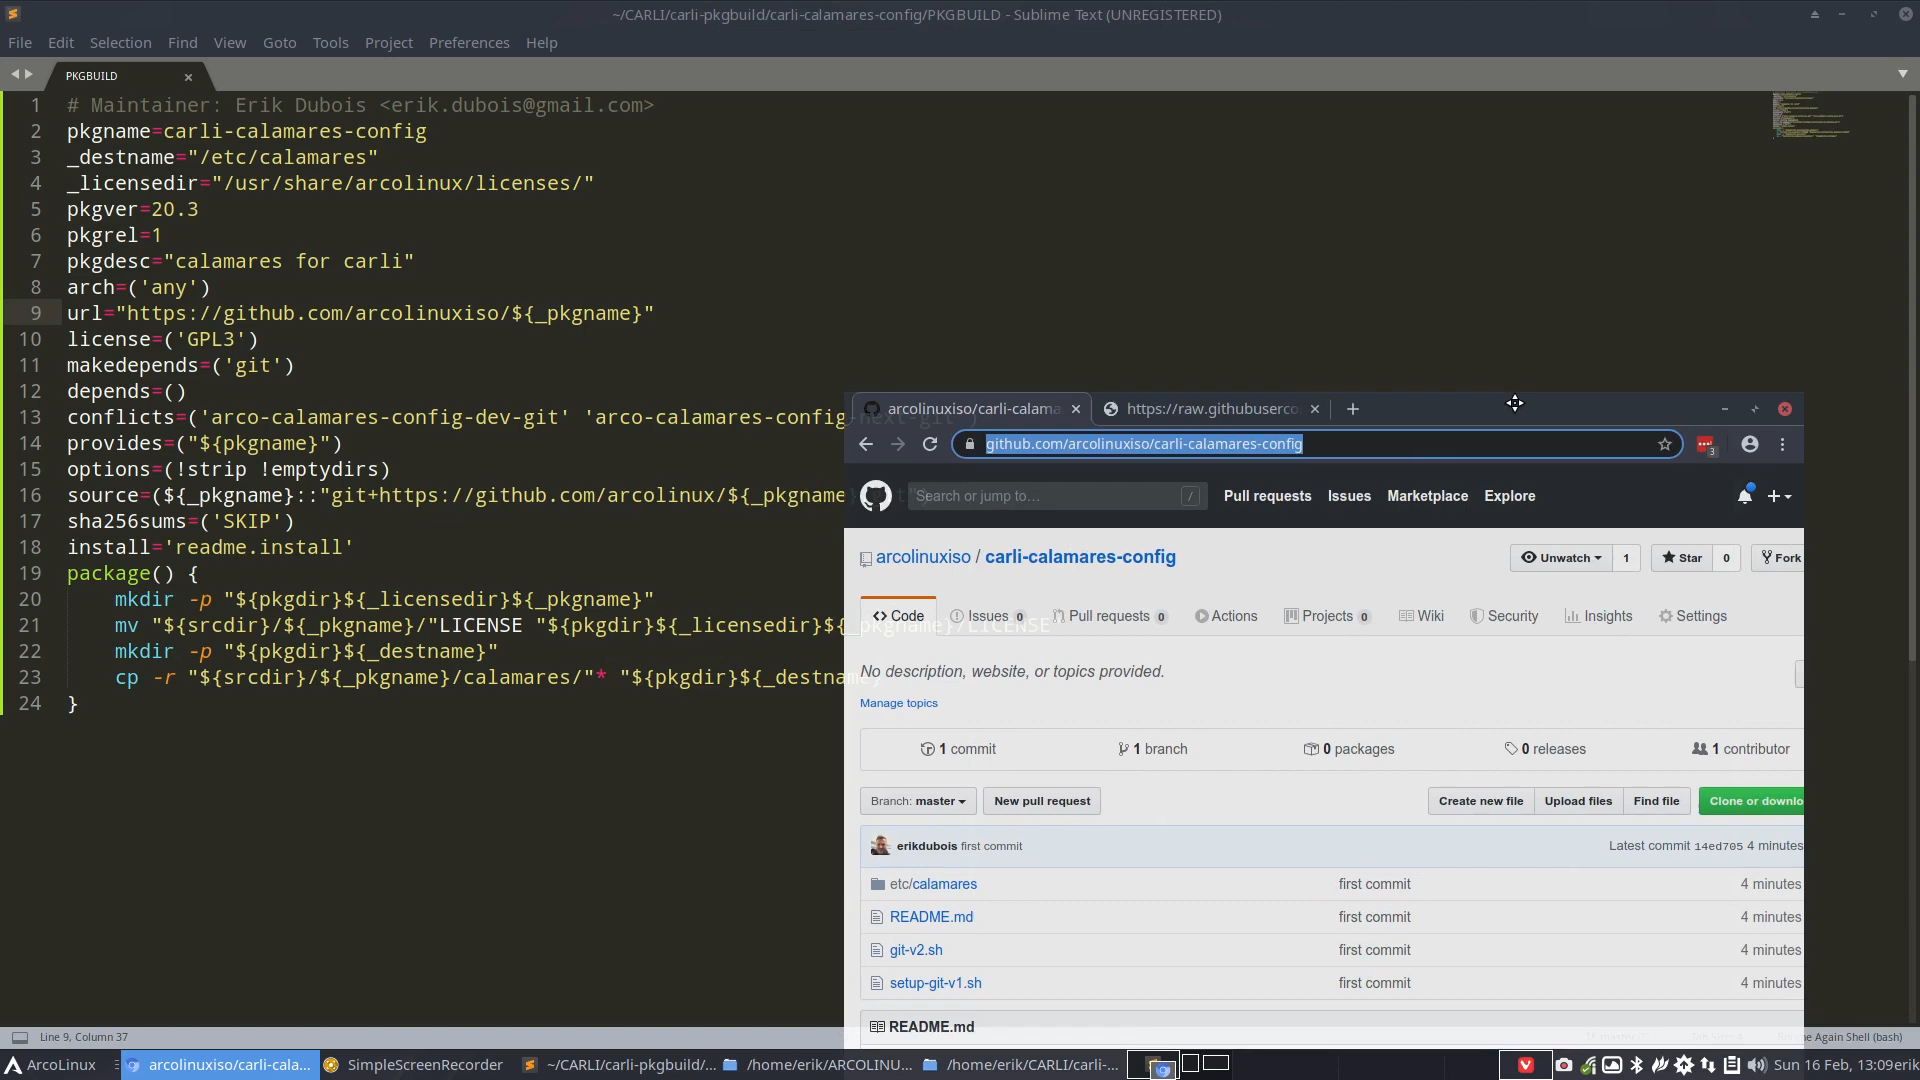 ~/CARLI/carli-pkgbuild/carli-calamares-config/PKGBUILD - Sublime Text (UNREGISTERED)
File Edit Selection Find View Goto Tools Project Preferences Help
PKGBUILD
1 # Maintainer: Erik Dubois <erik.dubois@gmail.com>
2 pkgname=carli-calamares-config
3 _destname="/etc/calamares"
4 _licensedir="/usr/share/arcolinux/licenses/"
5 pkgver=20.3
6 pkgrel=1
7 pkgdesc="calamares for carli"
8 arch=('any')
9 url="https://github.com/arcolinuxiso/${_pkgname}"
10 license=('GPL3')
11 makedepends=('git')
12 depends=()
13 conflicts=('arco-calamares-config-dev-git' 'arco-calamares-config-next-git')
14 provides=("${pkgname}")
15 options=(!strip !emptydirs)
16 source=(${_pkgname}::"git+https://github.com/arcolinux/${_pkgname}
17 sha256sums=('SKIP')
18 install='readme.install'
19 package() {
20 mkdir -p "${pkgdir}${_licensedir}${_pkgname}"
21 mv "${srcdir}/${_pkgname}/"LICENSE "${pkgdir}${_licensedir}${_pkgname}/LICENSE
22 mkdir -p "${pkgdir}${_destname}"
23 cp -r "${srcdir}/${_pkgname}/calamares/"* "${pkgdir}${_destname}
24 }
arcolinuxiso/carli-calama
https://raw.githubuserco
github.com/arcolinuxiso/carli-calamares-config
3
Search or jump to… / Pull requests Issues Marketplace Explore
arcolinuxiso / carli-calamares-config
Unwatch 1 Star 0 Fork
Code Issues 0 Pull requests 0 Actions Projects 0 Wiki Security Insights Settings
No description, website, or topics provided.
Manage topics
1 commit 1 branch 0 packages 0 releases 1 contributor
Branch: master New pull request Create new file Upload files Find file Clone or downlo
erikdubois first commit Latest commit 14ed705 4 minutes
etc/calamares first commit 4 minutes
README.md first commit 4 minutes
git-v2.sh first commit 4 minutes
setup-git-v1.sh first commit 4 minutes
README.md
Line 9, Column 37
Again Shell (bash)
ArcoLinux arcolinuxiso/carli-cala... SimpleScreenRecorder ~/CARLI/carli-pkgbuild/... /home/erik/ARCOLINU... /home/erik/CARLI/carli-... Sun 16 Feb, 13:09 erik